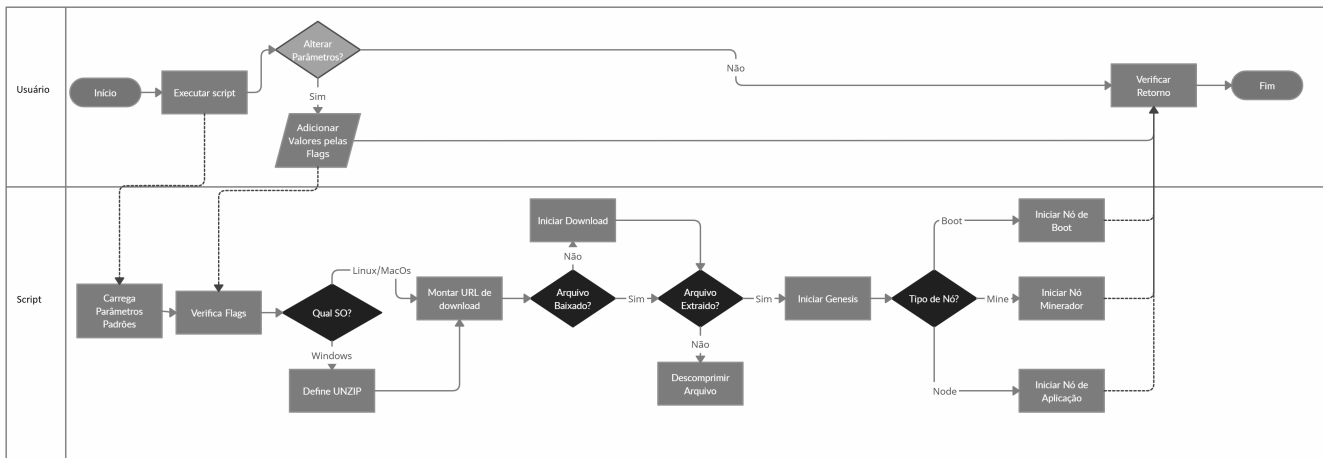 Usuário
Início
Executar script
Alterar
Parâmetros?
Sim
Adicionar
Valores pelas
Flags
Não
Verificar
Retorno
Fim
Script
Carrega
Parâmetros
Padrões
Verifica Flags
Qual SO?
Linux/MacOs
Windows
Define UNZIP
Montar URL de
download
Arquivo
Baixado?
Não
Iniciar Download
Sim
Arquivo
Extraido?
Não
Descomprimir
Arquivo
Sim
Iniciar Genesis
Tipo de Nó?
Boot
Iniciar Nó de
Boot
Mine
Iniciar Nó
Minerador
Node
Iniciar Nó de
Aplicação